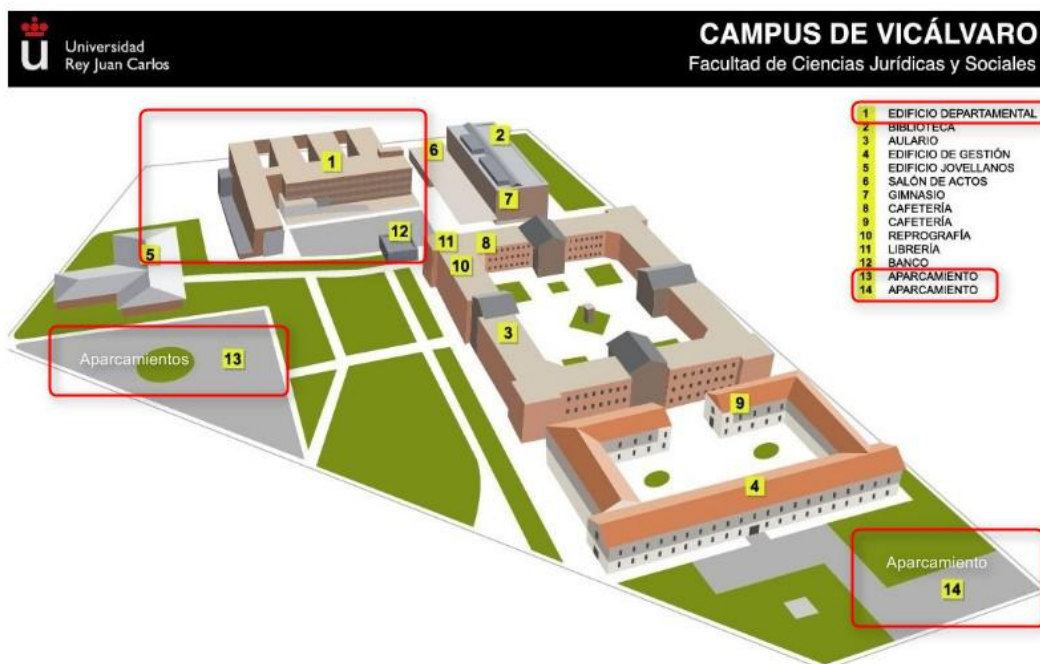 Universidad
Rey Juan Carlos
CAMPUS DE VICÁLVARO
Facultad de Ciencias Jurídicas y Sociales
1 EDIFICIO DEPARTAMENTAL
2 BIBLIOTECA
3 AULARIO
4 EDIFICIO DE GESTIÓN
5 EDIFICIO JOVELLANOS
6 SALÓN DE ACTOS
7 GIMNASIO
8 CAFETERÍA
9 CAFETERÍA
10 REPROGRAFÍA
11 LIBRERÍA
12 BANCO
13 APARCAMIENTO
14 APARCAMIENTO
2
6
1
7
12
11
8
5
10
3
Aparcamientos 13
9
4
Aparcamiento
14